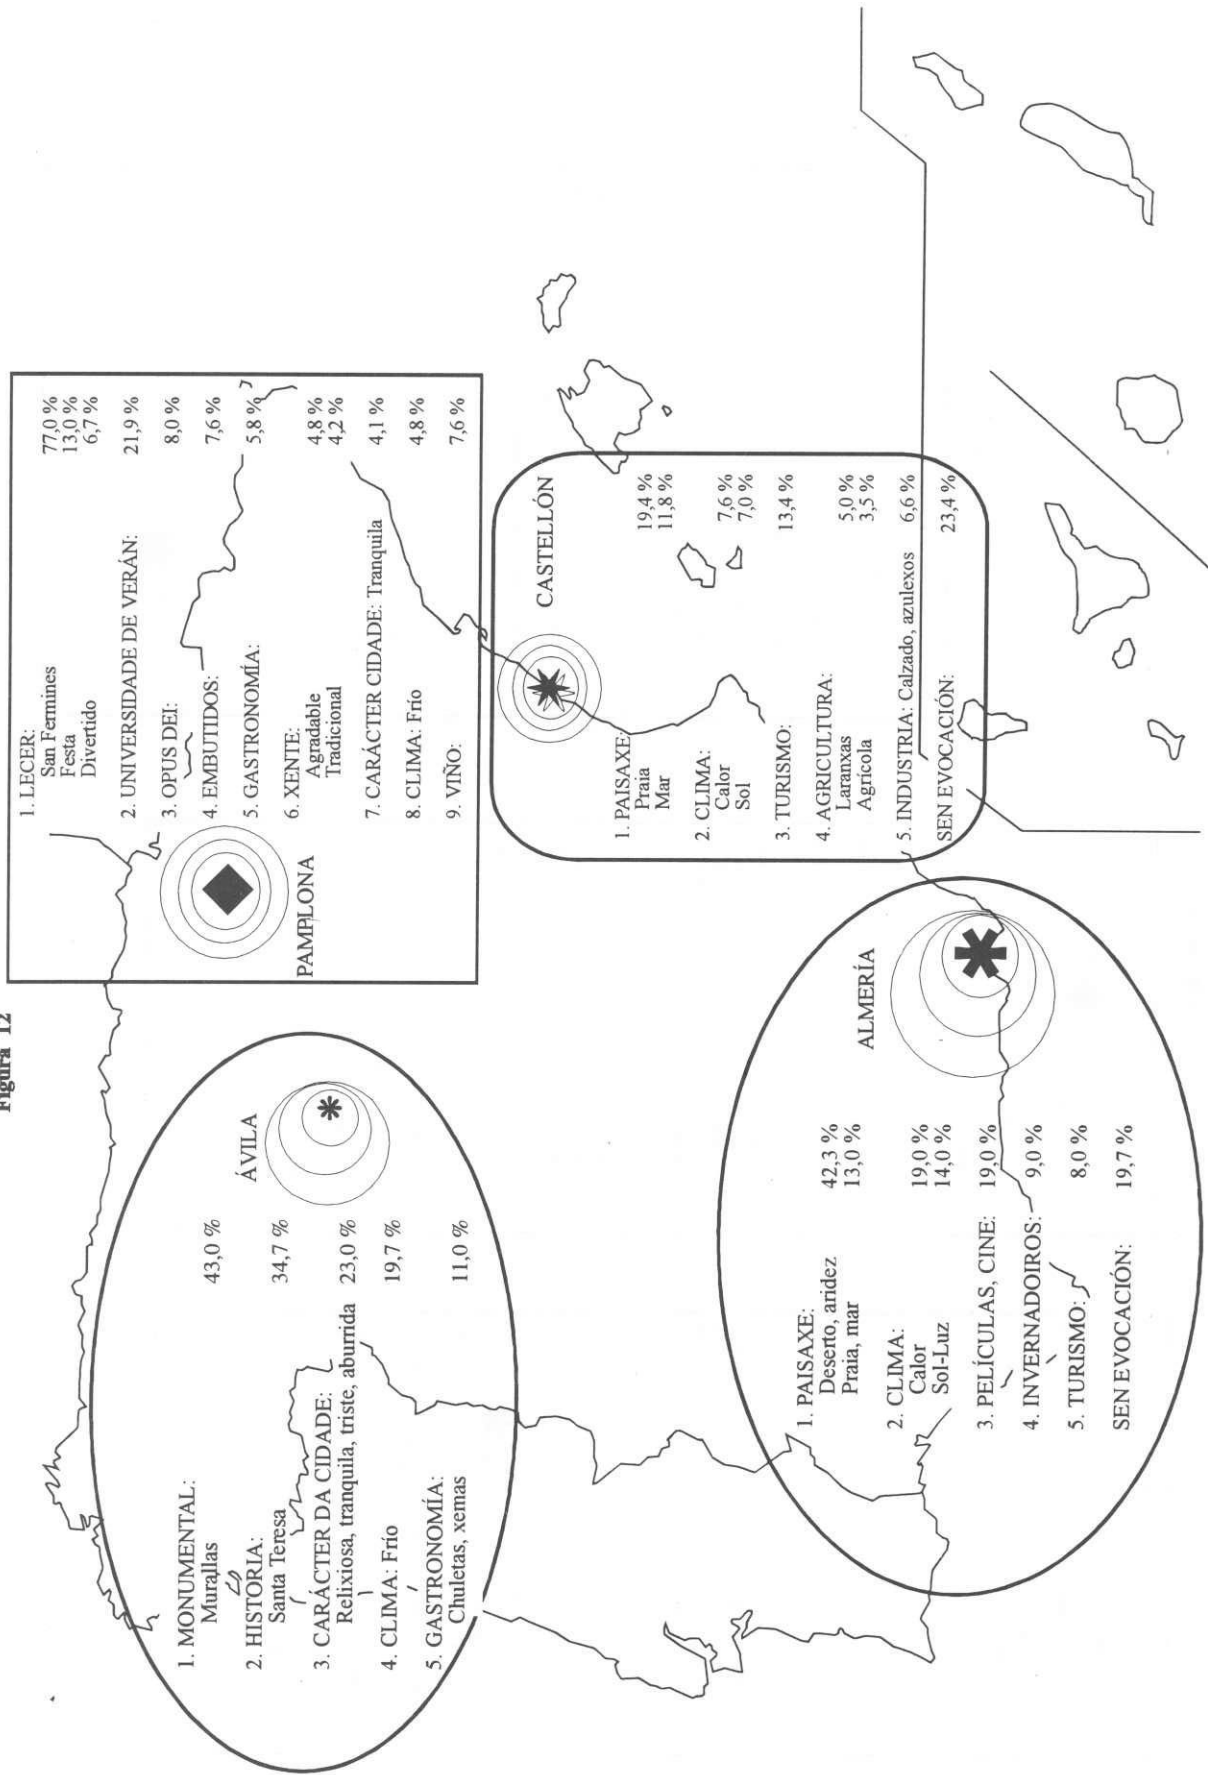 Figura 12
ÁVILA
1. MONUMENTAL:
Murallas 43,0 %
2. HISTORIA:
Santa Teresa 34,7 %
3. CARÁCTER DA CIDADE:
Relixiosa, tranquila, triste, aburrida 23,0 %
4. CLIMA: Frío 19,7 %
5. GASTRONOMÍA:
Chuletas, xemas 11,0 %
PAMPLONA
1. LECER:
San Fermines 77,0 %
Festa 13,0 %
Divertido 6,7 %
2. UNIVERSIDADE DE VERÁN: 21,9 %
3. OPUS DEI: 8,0 %
4. EMBUTIDOS: 7,6 %
5. GASTRONOMÍA: 5,8 %
6. XENTE:
Agradable 4,8 %
Tradicional 4,2 %
7. CARÁCTER CIDADE: Tranquila 4,1 %
8. CLIMA: Frío 4,8 %
9. VIÑO: 7,6 %
CASTELLÓN
1. PAISAXE:
Praia 19,4 %
Mar 11,8 %
2. CLIMA:
Calor 7,6 %
Sol 7,0 %
3. TURISMO: 13,4 %
4. AGRICULTURA:
Laranxas 5,0 %
Agrícola 3,5 %
5. INDUSTRIA: Calzado, azulexos 6,6 %
SEN EVOCACIÓN: 23,4 %
ALMERÍA
1. PAISAXE:
Deserto, aridez 42,3 %
Praia, mar 13,0 %
2. CLIMA:
Calor 19,0 %
Sol-Luz 14,0 %
3. PELÍCULAS, CINE: 19,0 %
4. INVERNADOIROS: 9,0 %
5. TURISMO: 8,0 %
SEN EVOCACIÓN: 19,7 %